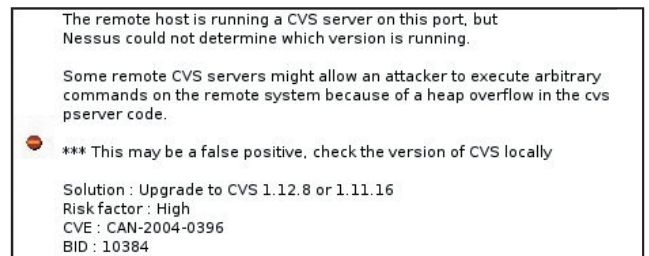 The remote host is running a CVS server on this port, but
Nessus could not determine which version is running.
Some remote CVS servers might allow an attacker to execute arbitrary
commands on the remote system because of a heap overflow in the cvs
pserver code.
*** This may be a false positive, check the version of CVS locally
Solution : Upgrade to CVS 1.12.8 or 1.11.16
Risk factor : High
CVE : CAN-2004-0396
BID : 10384